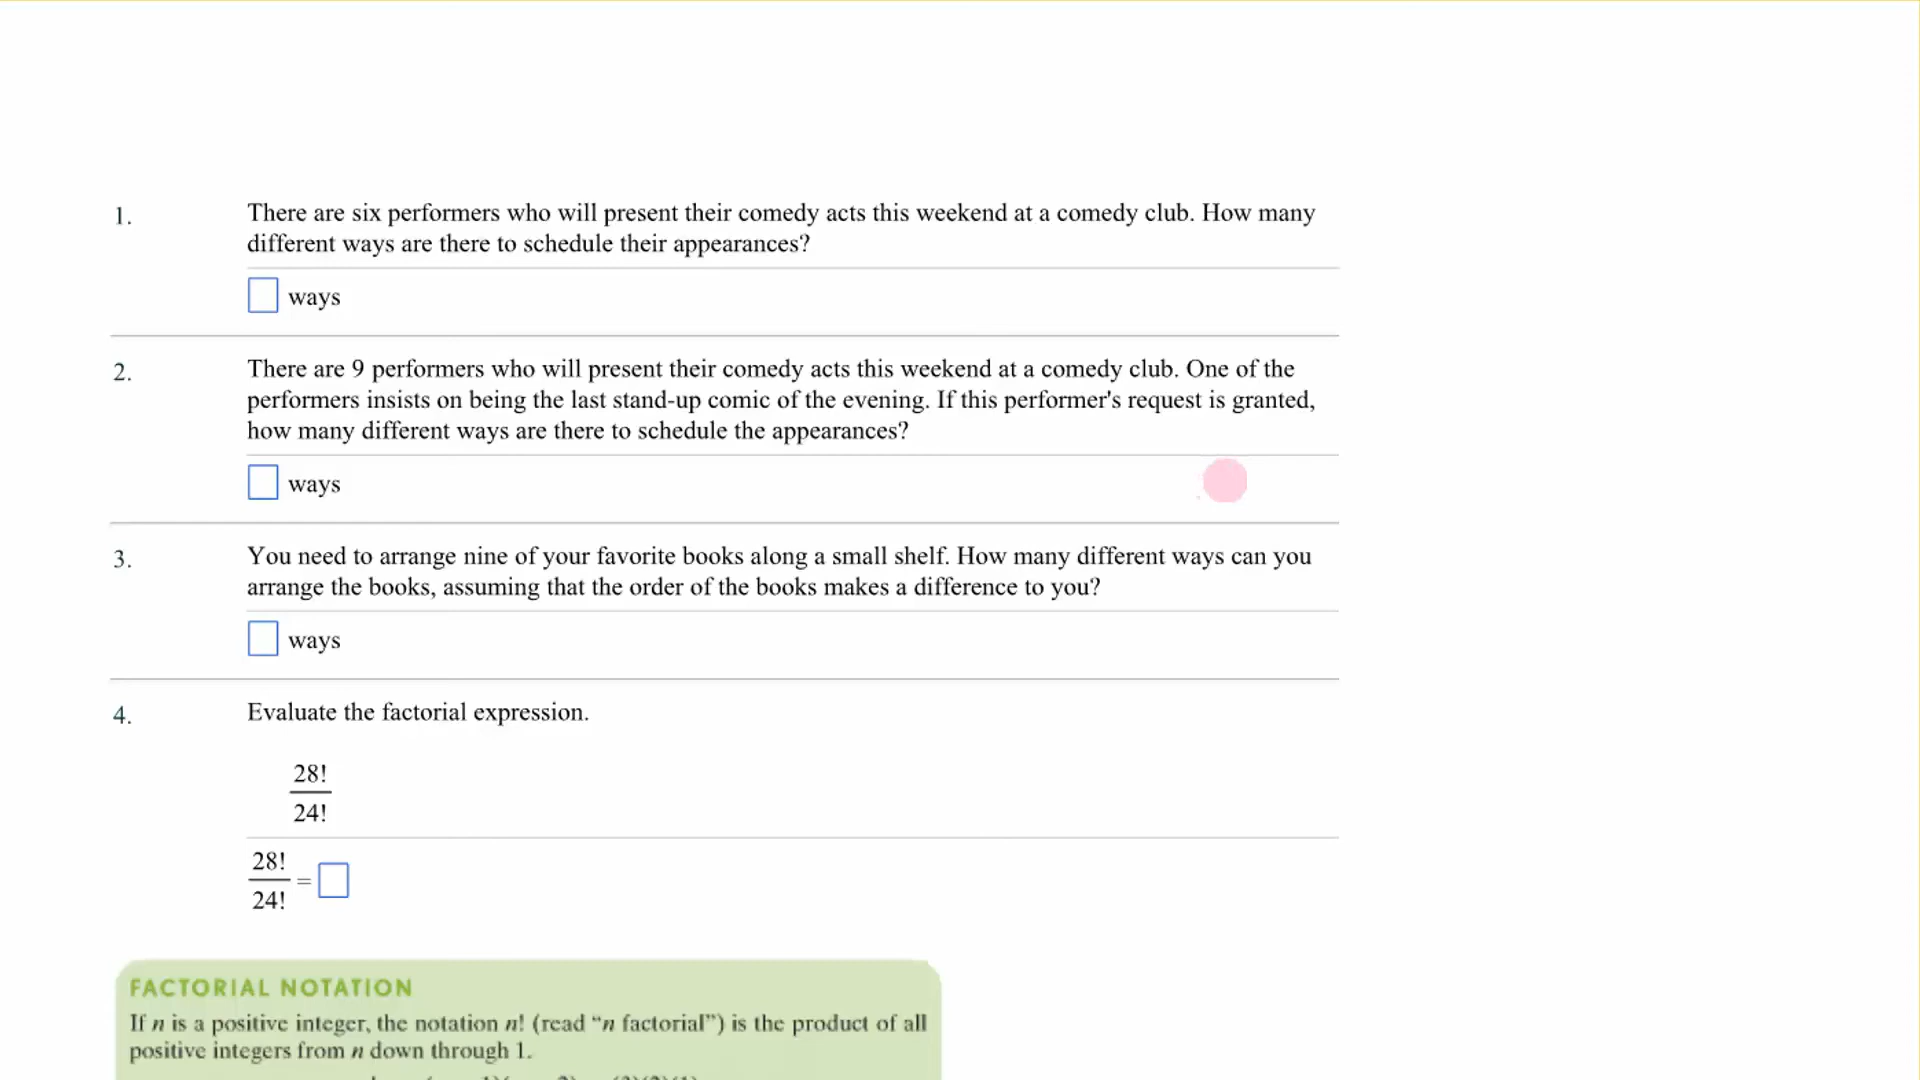 1. There are six performers who will present their comedy acts this weekend at a comedy club. How many
different ways are there to schedule their appearances?
ways
2. There are 9 performers who will present their comedy acts this weekend at a comedy club. One of the
performers insists on being the last stand-up comic of the evening. If this performer's request is granted,
how many different ways are there to schedule the appearances?
ways
3. You need to arrange nine of your favorite books along a small shelf. How many different ways can you
arrange the books, assuming that the order of the books makes a difference to you?
ways
4. Evaluate the factorial expression.
28!
24!
28!
=
24!
FACTORIAL NOTATION
If n is a positive integer, the notation n! (read “n factorial”) is the product of all
positive integers from n down through 1.